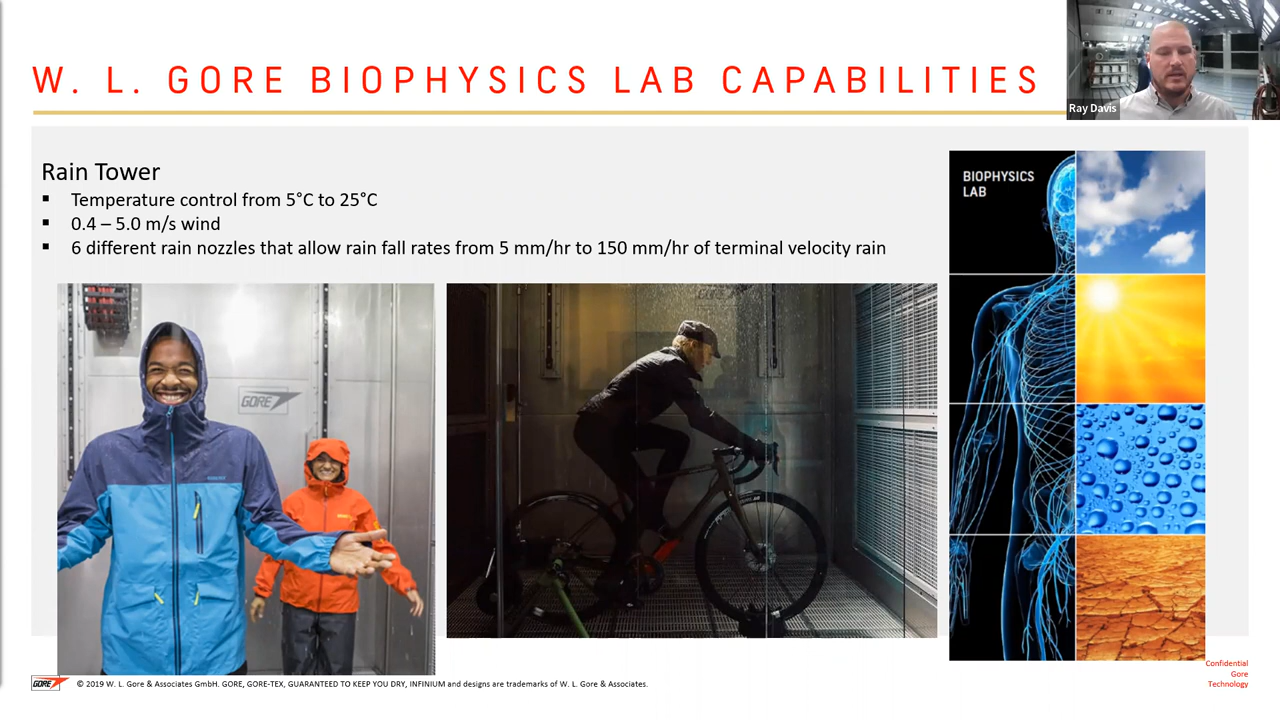 W. L. GORE BIOPHYSICS LAB CAPABILITIES
Ray Davis
Rain Tower
▪ Temperature control from 5°C to 25°C
▪ 0.4 – 5.0 m/s wind
▪ 6 different rain nozzles that allow rain fall rates from 5 mm/hr to 150 mm/hr of terminal velocity rain
BIOPHYSICS
LAB
GORE
Confidential
Gore
Technology
GORE
© 2019 W. L. Gore & Associates GmbH. GORE, GORE-TEX, GUARANTEED TO KEEP YOU DRY, INFINIUM and designs are trademarks of W. L. Gore & Associates.